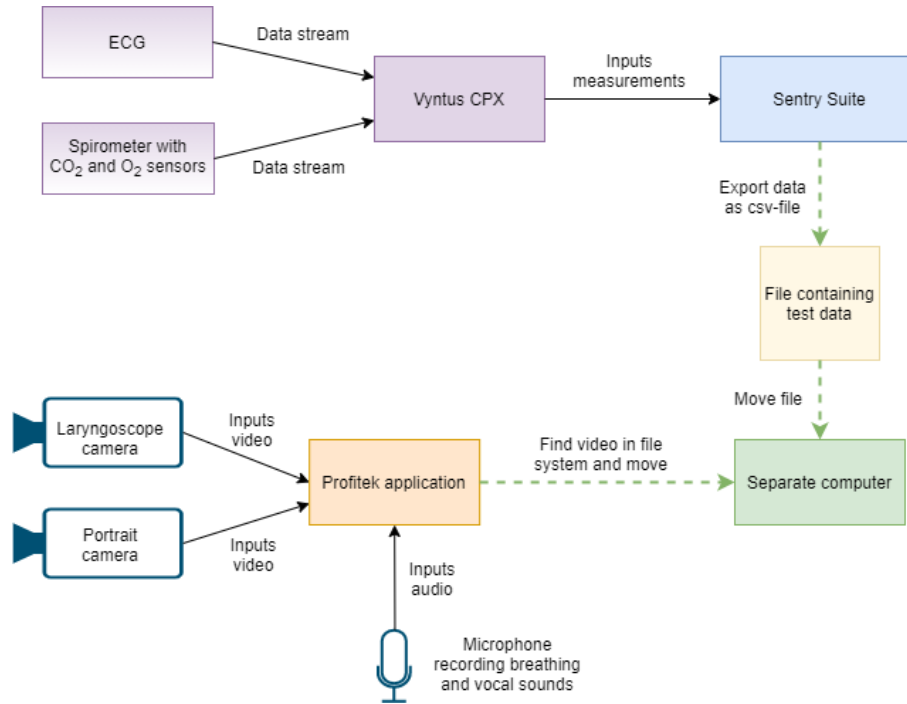 ECG
Data stream
Spirometer with
CO₂ and O₂ sensors
Data stream
Vyntus CPX
Inputs
measurements
Sentry Suite
Export data
as csv-file
File containing
test data
Move file
Laryngoscope
camera
Inputs
video
Portrait
camera
Inputs
video
Profitek application
Find video in file
system and move
Separate computer
Inputs
audio
Microphone
recording breathing
and vocal sounds